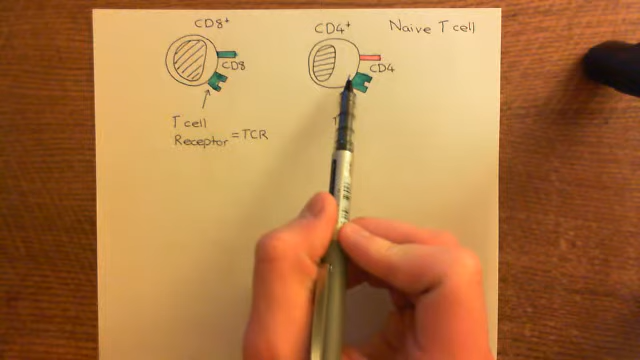 CD8⁺
CD4⁺
Naive T cell
CD8
CD4
T cell
Receptor = TCR
T